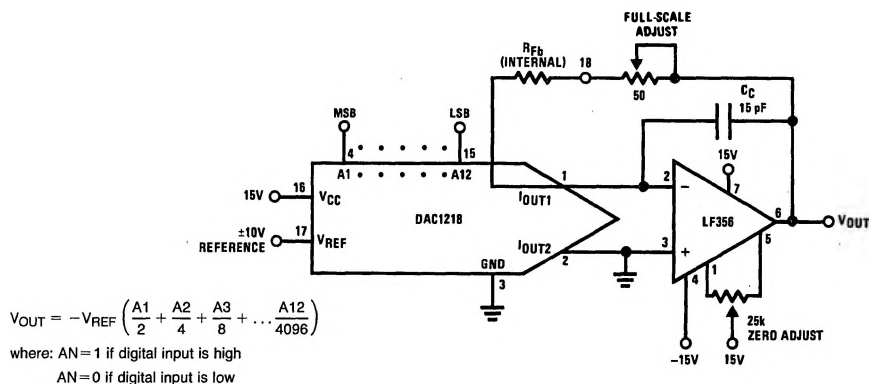 FULL-SCALE
ADJUST
RFb
(INTERNAL)
18
50
CC
15 pF
MSB
LSB
4
15
A1
A12
15V
16
VCC
1
IOUT1
2
15V
7
DAC1218
LF356
6
VOUT
±10V
REFERENCE
17
VREF
IOUT2
2
3
5
GND
3
4
1
25k
ZERO ADJUST
-15V
15V
VOUT = -VREF (A1/2 + A2/4 + A3/8 + ... A12/4096)
where: AN=1 if digital input is high
AN=0 if digital input is low